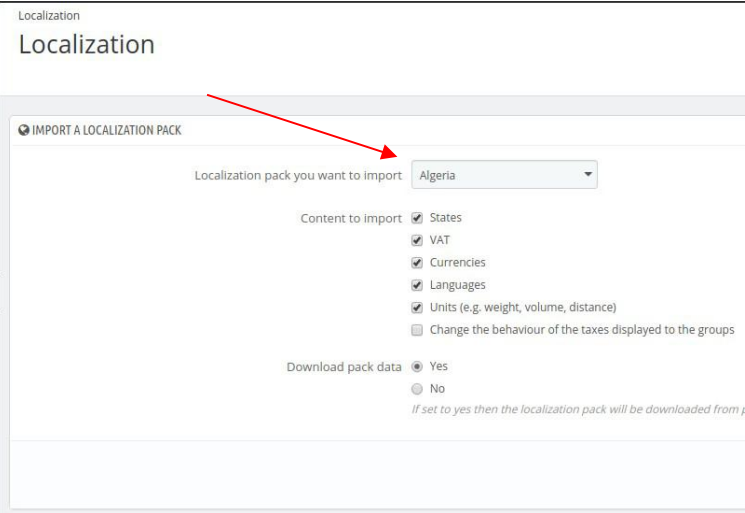 Localization
Localization
IMPORT A LOCALIZATION PACK
Localization pack you want to import Algeria
Content to import States
VAT
Currencies
Languages
Units (e.g. weight, volume, distance)
Change the behaviour of the taxes displayed to the groups
Download pack data Yes
No
If set to yes then the localization pack will be downloaded from